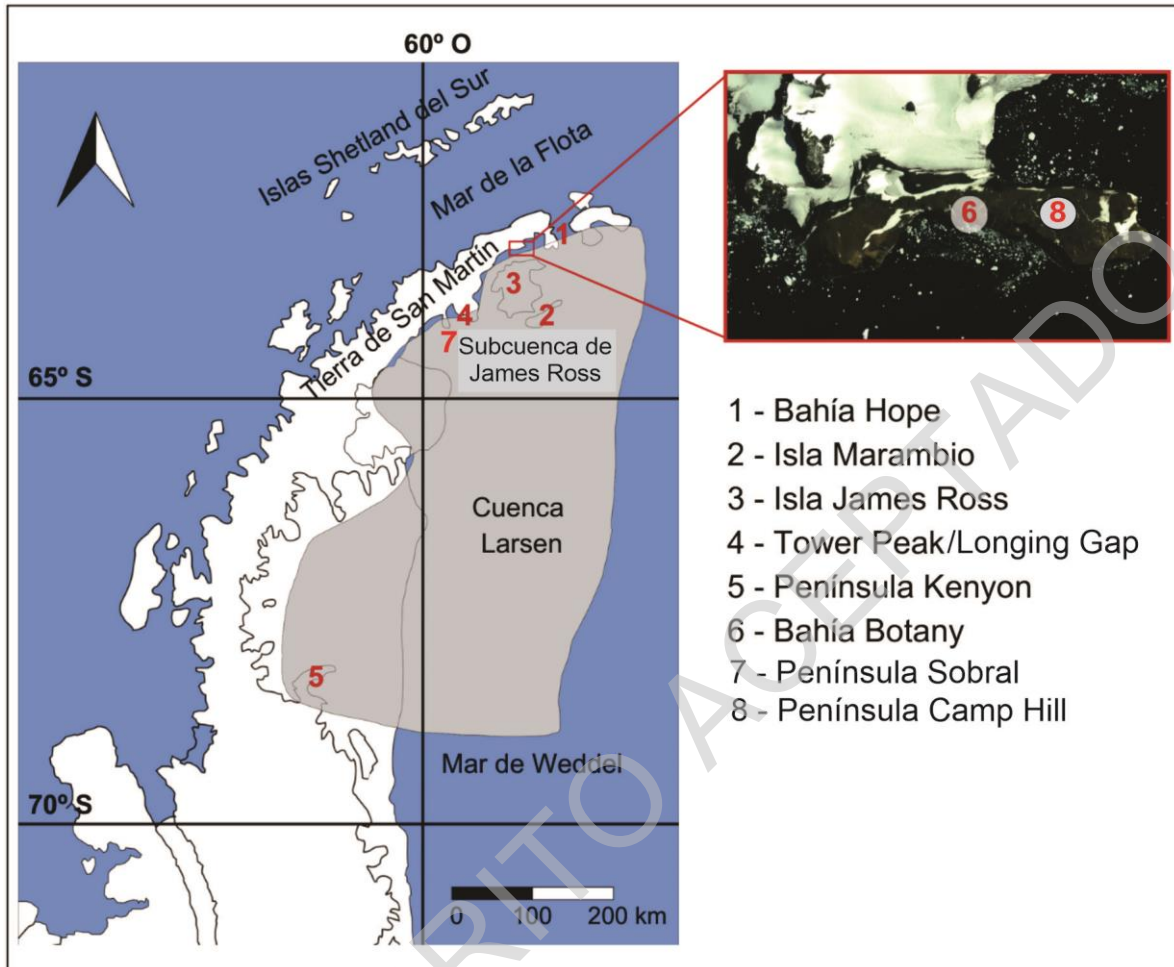 60º O
Islas Shetland del Sur
Mar de la Flota
Tierra de San Martín
1
3
2
4
7
Subcuenca de
James Ross
65º S
Cuenca
Larsen
5
Mar de Weddel
70º S
0 100 200 km
6 8
1 - Bahía Hope
2 - Isla Marambio
3 - Isla James Ross
4 - Tower Peak/Longing Gap
5 - Península Kenyon
6 - Bahía Botany
7 - Península Sobral
8 - Península Camp Hill
RITO ACEPTADO